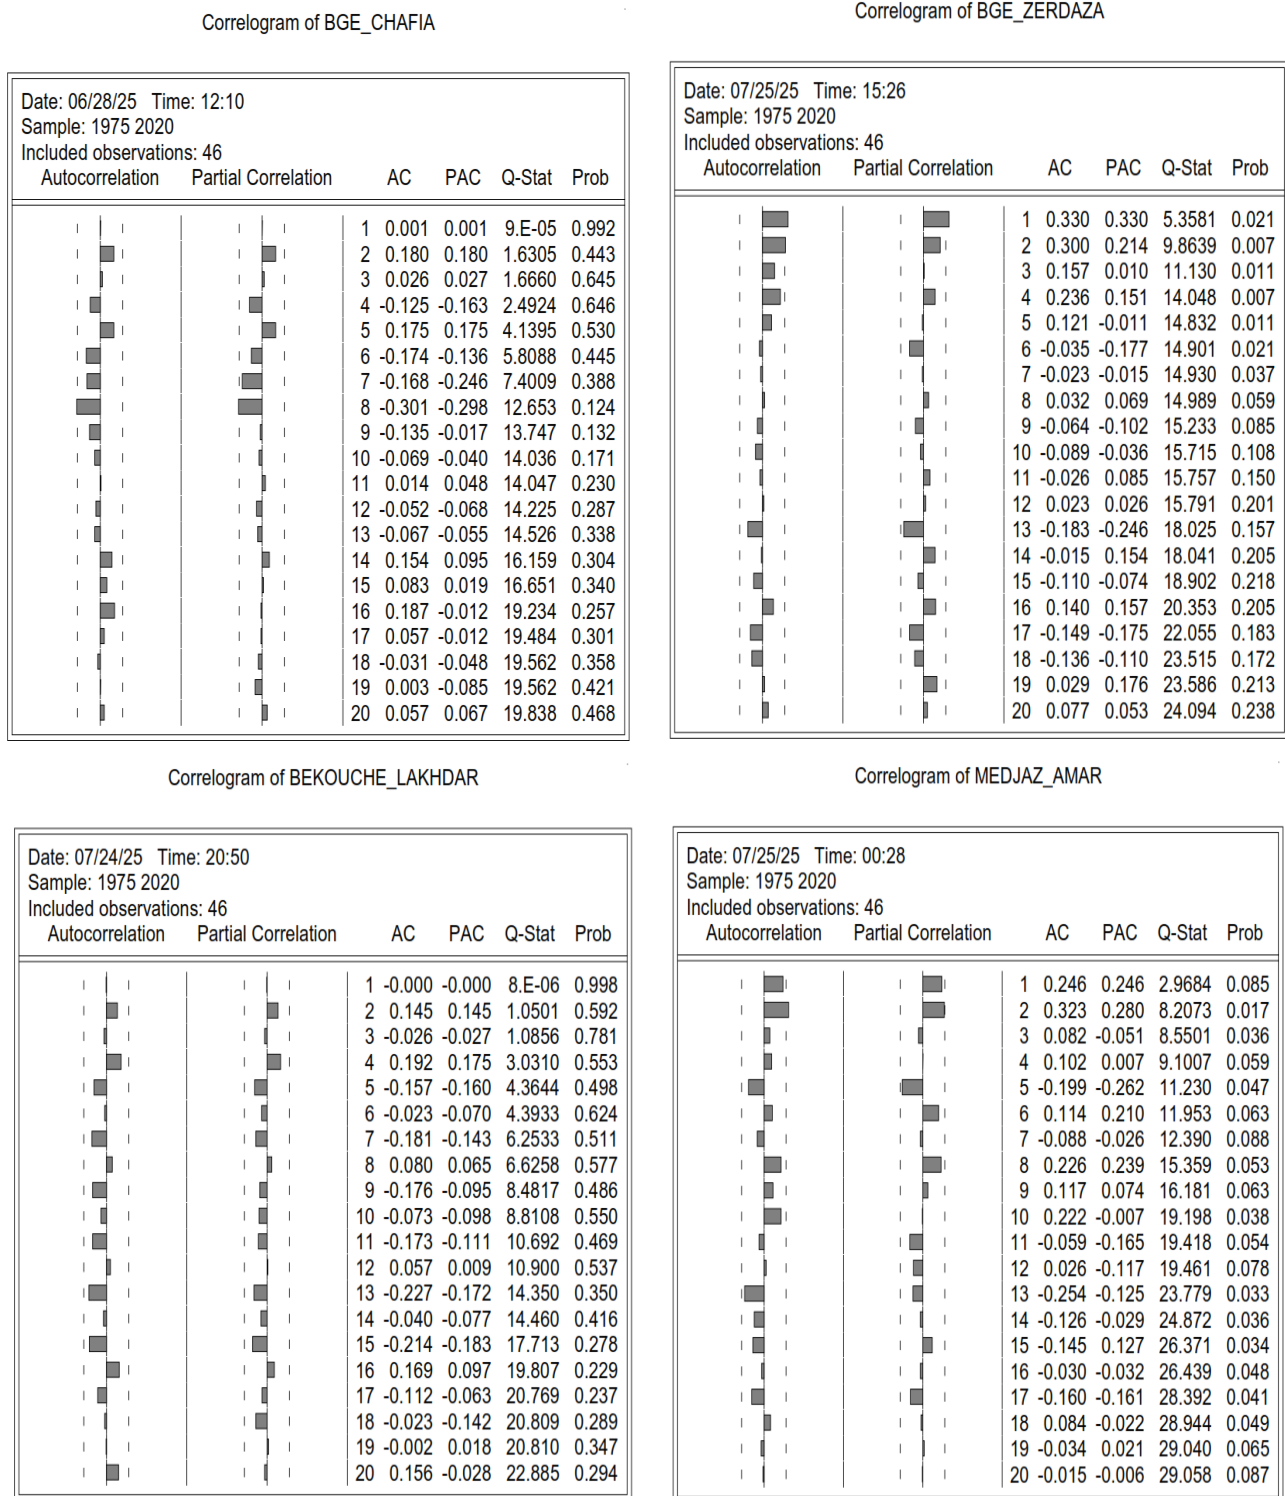 Correlogram of BGE_CHAFIA
Date: 06/28/25 Time: 12:10
Sample: 1975 2020
Included observations: 46
Autocorrelation Partial Correlation AC PAC Q-Stat Prob
1 0.001 0.001 9.E-05 0.992
2 0.180 0.180 1.6305 0.443
3 0.026 0.027 1.6660 0.645
4 -0.125 -0.163 2.4924 0.646
5 0.175 0.175 4.1395 0.530
6 -0.174 -0.136 5.8088 0.445
7 -0.168 -0.246 7.4009 0.388
8 -0.301 -0.298 12.653 0.124
9 -0.135 -0.017 13.747 0.132
10 -0.069 -0.040 14.036 0.171
11 0.014 0.048 14.047 0.230
12 -0.052 -0.068 14.225 0.287
13 -0.067 -0.055 14.526 0.338
14 0.154 0.095 16.159 0.304
15 0.083 0.019 16.651 0.340
16 0.187 -0.012 19.234 0.257
17 0.057 -0.012 19.484 0.301
18 -0.031 -0.048 19.562 0.358
19 0.003 -0.085 19.562 0.421
20 0.057 0.067 19.838 0.468
Correlogram of BGE_ZERDAZA
Date: 07/25/25 Time: 15:26
Sample: 1975 2020
Included observations: 46
Autocorrelation Partial Correlation AC PAC Q-Stat Prob
1 0.330 0.330 5.3581 0.021
2 0.300 0.214 9.8639 0.007
3 0.157 0.010 11.130 0.011
4 0.236 0.151 14.048 0.007
5 0.121 -0.011 14.832 0.011
6 -0.035 -0.177 14.901 0.021
7 -0.023 -0.015 14.930 0.037
8 0.032 0.069 14.989 0.059
9 -0.064 -0.102 15.233 0.085
10 -0.089 -0.036 15.715 0.108
11 -0.026 0.085 15.757 0.150
12 0.023 0.026 15.791 0.201
13 -0.183 -0.246 18.025 0.157
14 -0.015 0.154 18.041 0.205
15 -0.110 -0.074 18.902 0.218
16 0.140 0.157 20.353 0.205
17 -0.149 -0.175 22.055 0.183
18 -0.136 -0.110 23.515 0.172
19 0.029 0.176 23.586 0.213
20 0.077 0.053 24.094 0.238
Correlogram of BEKOUCHE_LAKHDAR
Date: 07/24/25 Time: 20:50
Sample: 1975 2020
Included observations: 46
Autocorrelation Partial Correlation AC PAC Q-Stat Prob
1 -0.000 -0.000 8.E-06 0.998
2 0.145 0.145 1.0501 0.592
3 -0.026 -0.027 1.0856 0.781
4 0.192 0.175 3.0310 0.553
5 -0.157 -0.160 4.3644 0.498
6 -0.023 -0.070 4.3933 0.624
7 -0.181 -0.143 6.2533 0.511
8 0.080 0.065 6.6258 0.577
9 -0.176 -0.095 8.4817 0.486
10 -0.073 -0.098 8.8108 0.550
11 -0.173 -0.111 10.692 0.469
12 0.057 0.009 10.900 0.537
13 -0.227 -0.172 14.350 0.350
14 -0.040 -0.077 14.460 0.416
15 -0.214 -0.183 17.713 0.278
16 0.169 0.097 19.807 0.229
17 -0.112 -0.063 20.769 0.237
18 -0.023 -0.142 20.809 0.289
19 -0.002 0.018 20.810 0.347
20 0.156 -0.028 22.885 0.294
Correlogram of MEDJAZ_AMAR
Date: 07/25/25 Time: 00:28
Sample: 1975 2020
Included observations: 46
Autocorrelation Partial Correlation AC PAC Q-Stat Prob
1 0.246 0.246 2.9684 0.085
2 0.323 0.280 8.2073 0.017
3 0.082 -0.051 8.5501 0.036
4 0.102 0.007 9.1007 0.059
5 -0.199 -0.262 11.230 0.047
6 0.114 0.210 11.953 0.063
7 -0.088 -0.026 12.390 0.088
8 0.226 0.239 15.359 0.053
9 0.117 0.074 16.181 0.063
10 0.222 -0.007 19.198 0.038
11 -0.059 -0.165 19.418 0.054
12 0.026 -0.117 19.461 0.078
13 -0.254 -0.125 23.779 0.033
14 -0.126 -0.029 24.872 0.036
15 -0.145 0.127 26.371 0.034
16 -0.030 -0.032 26.439 0.048
17 -0.160 -0.161 28.392 0.041
18 0.084 -0.022 28.944 0.049
19 -0.034 0.021 29.040 0.065
20 -0.015 -0.006 29.058 0.087